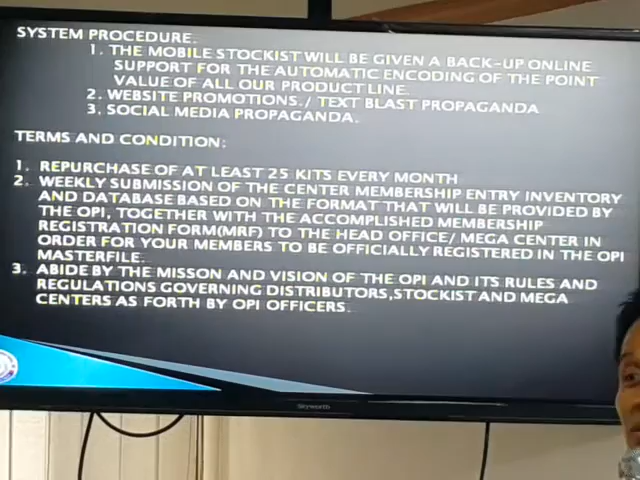 SYSTEM PROCEDURE.
1. THE MOBILE STOCKIST WILL BE GIVEN A BACK-UP ONLINE
SUPPORT FOR THE AUTOMATIC ENCODING OF THE POINT
VALUE OF ALL OUR PRODUCT LINE.
2. WEBSITE PROMOTIONS./ TEXT BLAST PROPAGANDA
3. SOCIAL MEDIA PROPAGANDA.
TERMS AND CONDITION:
1. REPURCHASE OF AT LEAST 25 KITS EVERY MONTH
2. WEEKLY SUBMISSION OF THE CENTER MEMBERSHIP ENTRY INVENTORY
AND DATABASE BASED ON THE FORMAT THAT WILL BE PROVIDED BY
THE OPI, TOGETHER WITH THE ACCOMPLISHED MEMBERSHIP
REGISTRATION FORM(MRF) TO THE HEAD OFFICE/ MEGA CENTER IN
ORDER FOR YOUR MEMBERS TO BE OFFICIALLY REGISTERED IN THE OPI
MASTERFILE.
3. ABIDE BY THE MISSON AND VISION OF THE OPI AND ITS RULES AND
REGULATIONS GOVERNING DISTRIBUTORS,STOCKIST AND MEGA
CENTERS AS FORTH BY OPI OFFICERS.
Skyworth